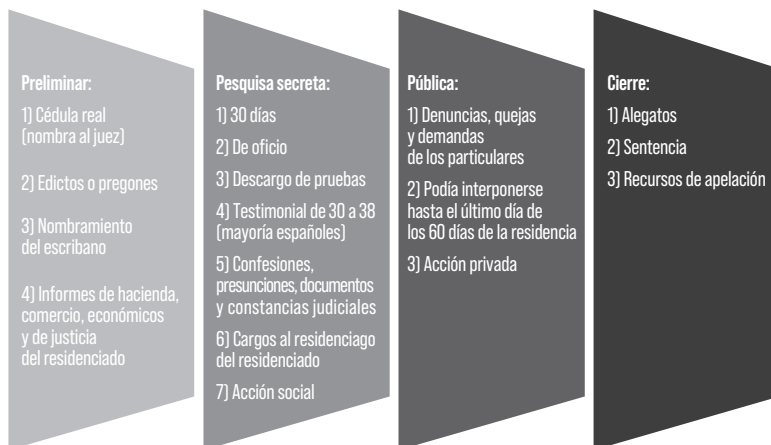 Preliminar:
1) Cédula real
(nombra al juez)
2) Edictos o pregones
3) Nombramiento
del escribano
4) Informes de hacienda,
comercio, económicos
y de justicia
del residenciado
Pesquisa secreta:
1) 30 días
2) De oficio
3) Descargo de pruebas
4) Testimonial de 30 a 38
(mayoría españoles)
5) Confesiones,
presunciones, documentos
y constancias judiciales
6) Cargos al residenciago
del residenciado
7) Acción social
Pública:
1) Denuncias, quejas
y demandas
de los particulares
2) Podía interponerse
hasta el último día de
los 60 días de la residencia
3) Acción privada
Cierre:
1) Alegatos
2) Sentencia
3) Recursos de apelación